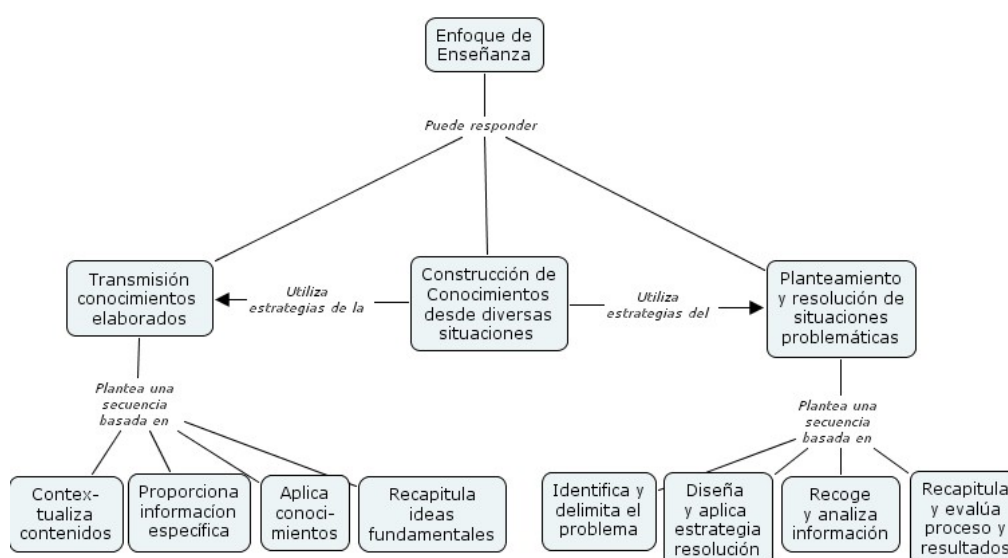 Enfoque de
Enseñanza
Puede responder
Transmisión
conocimientos
elaborados
Utiliza
estrategias de la
Construcción de
Conocimientos
desde diversas
situaciones
Utiliza
estrategias del
Planteamiento
y resolución de
situaciones
problemáticas
Plantea una
secuencia
basada en
Plantea una
secuencia
basada en
Contex-
tualiza
contenidos
Proporciona
informacíon
específica
Aplica
conoci-
mientos
Recapitula
ideas
fundamentales
Identifica y
delimita el
problema
Diseña
y aplica
estrategia
resolución
Recoge
y analiza
información
Recapitula
y evalúa
proceso y
resultados